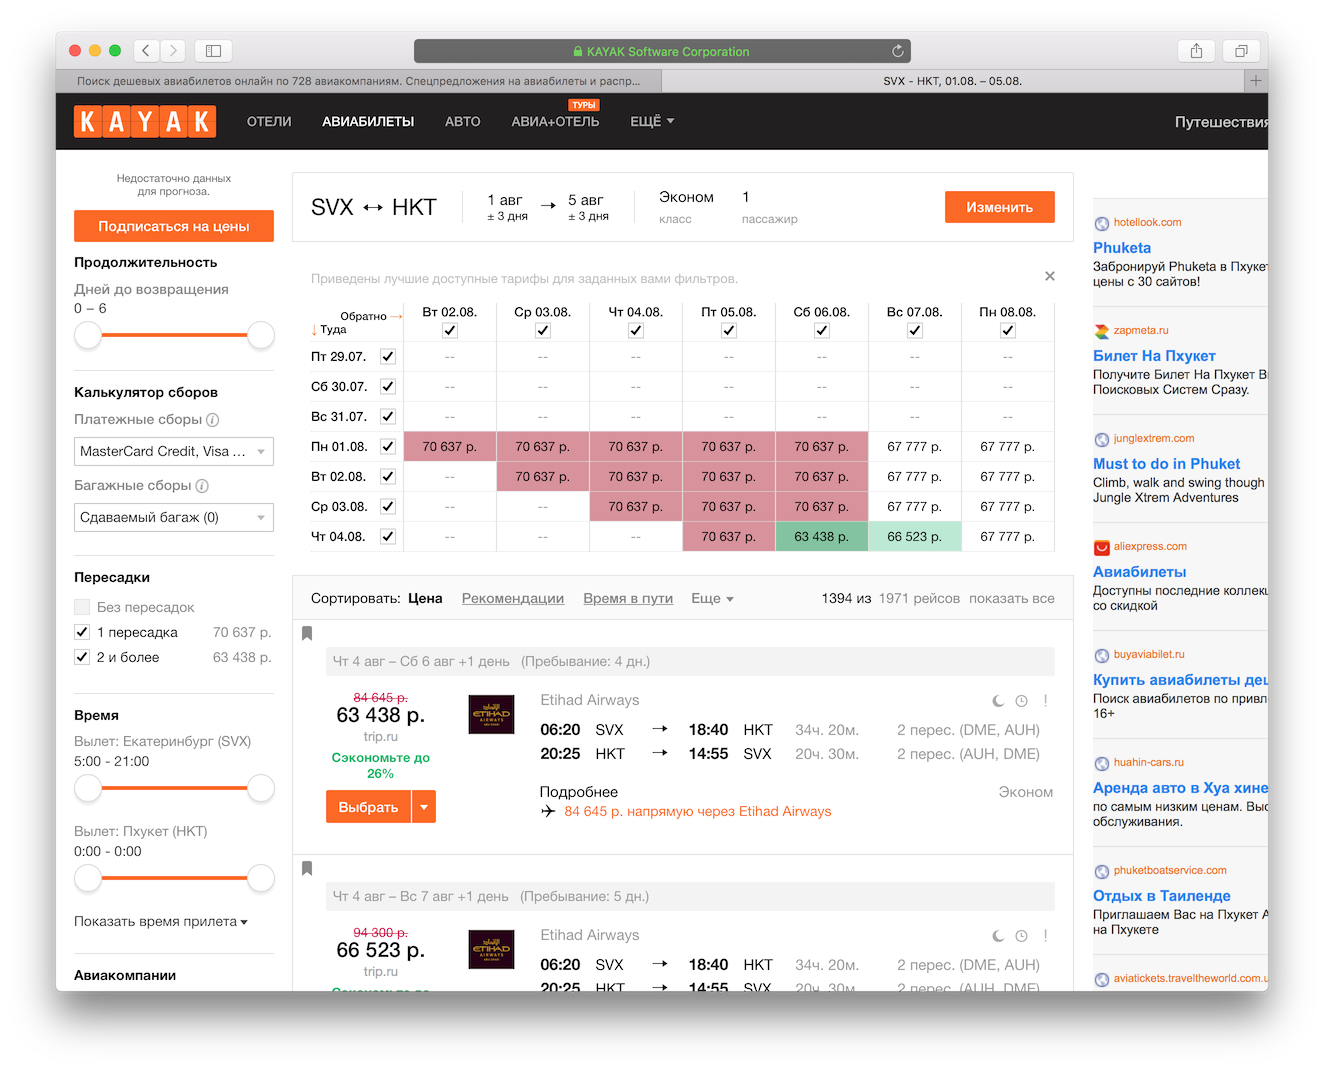 KAYAK Software Corporation
Поиск дешевых авиабилетов онлайн по 728 авиакомпаниям. Спецпредложения на авиабилеты и распр...
SVX - HKT, 01.08. – 05.08.
KAYAK
ОТЕЛИ
АВИАБИЛЕТЫ
АВТО
ТУРЫ
АВИА+ОТЕЛЬ
ЕЩЁ
Путешествия
Недостаточно данных
для прогноза.
Подписаться на цены
Продолжительность
Дней до возвращения
0 – 6
Калькулятор сборов
Платежные сборы i
MasterCard Credit, Visa ...
Багажные сборы i
Сдаваемый багаж (0)
Пересадки
Без пересадок
1 пересадка 70 637 р.
2 и более 63 438 р.
Время
Вылет: Екатеринбург (SVX)
5:00 - 21:00
Вылет: Пхукет (HKT)
0:00 - 0:00
Показать время прилета
Авиакомпании
SVX ↔ HKT
1 авг → 5 авг
± 3 дня ± 3 дня
Эконом 1
класс пассажир
Изменить
Приведены лучшие доступные тарифы для заданных вами фильтров. ×
Обратно →
↓ Туда
Вт 02.08. Ср 03.08. Чт 04.08. Пт 05.08. Сб 06.08. Вс 07.08. Пн 08.08.
Пт 29.07. -- -- -- -- -- -- --
Сб 30.07. -- -- -- -- -- -- --
Вс 31.07. -- -- -- -- -- -- --
Пн 01.08. 70 637 р. 70 637 р. 70 637 р. 70 637 р. 70 637 р. 67 777 р. 67 777 р.
Вт 02.08. -- 70 637 р. 70 637 р. 70 637 р. 70 637 р. 67 777 р. 67 777 р.
Ср 03.08. -- -- 70 637 р. 70 637 р. 70 637 р. 67 777 р. 67 777 р.
Чт 04.08. -- -- -- 70 637 р. 63 438 р. 66 523 р. 67 777 р.
Сортировать: Цена Рекомендации Время в пути Еще 1394 из 1971 рейсов показать все
Чт 4 авг – Сб 6 авг +1 день (Пребывание: 4 дн.)
84 645 р.
63 438 р.
trip.ru
Сэкономьте до
26%
Выбрать
ETIHAD
AIRWAYS
ABU DHABI
Etihad Airways !
06:20 SVX → 18:40 HKT 34ч. 20м. 2 перес. (DME, AUH)
20:25 HKT → 14:55 SVX 20ч. 30м. 2 перес. (AUH, DME)
Подробнее Эконом
84 645 р. напрямую через Etihad Airways
Чт 4 авг – Вс 7 авг +1 день (Пребывание: 5 дн.)
94 300 р.
66 523 р.
trip.ru
Сэкономьте до
ETIHAD
AIRWAYS
ABU DHABI
Etihad Airways !
06:20 SVX → 18:40 HKT 34ч. 20м. 2 перес. (DME, AUH)
20:25 HKT → 14:55 SVX 20ч. 30м. 2 перес. (AUH, DME)
hotellook.com
Phuketa
Забронируй Phuketa в Пхукет
цены с 30 сайтов!
zapmeta.ru
Билет На Пхукет
Получите Билет На Пхукет В
Поисковых Систем Сразу.
junglextrem.com
Must to do in Phuket
Climb, walk and swing though
Jungle Xtrem Adventures
aliexpress.com
Авиабилеты
Доступны последние коллекц
со скидкой
buyaviabilet.ru
Купить авиабилеты деш
Поиск авиабилетов по привл
16+
huahin-cars.ru
Аренда авто в Хуа хине
по самым низким ценам. Выс
обслуживания.
phuketboatservice.com
Отдых в Таиленде
Приглашаем Вас на Пхукет А
на Пхукете
aviatickets.traveltheworld.com.u